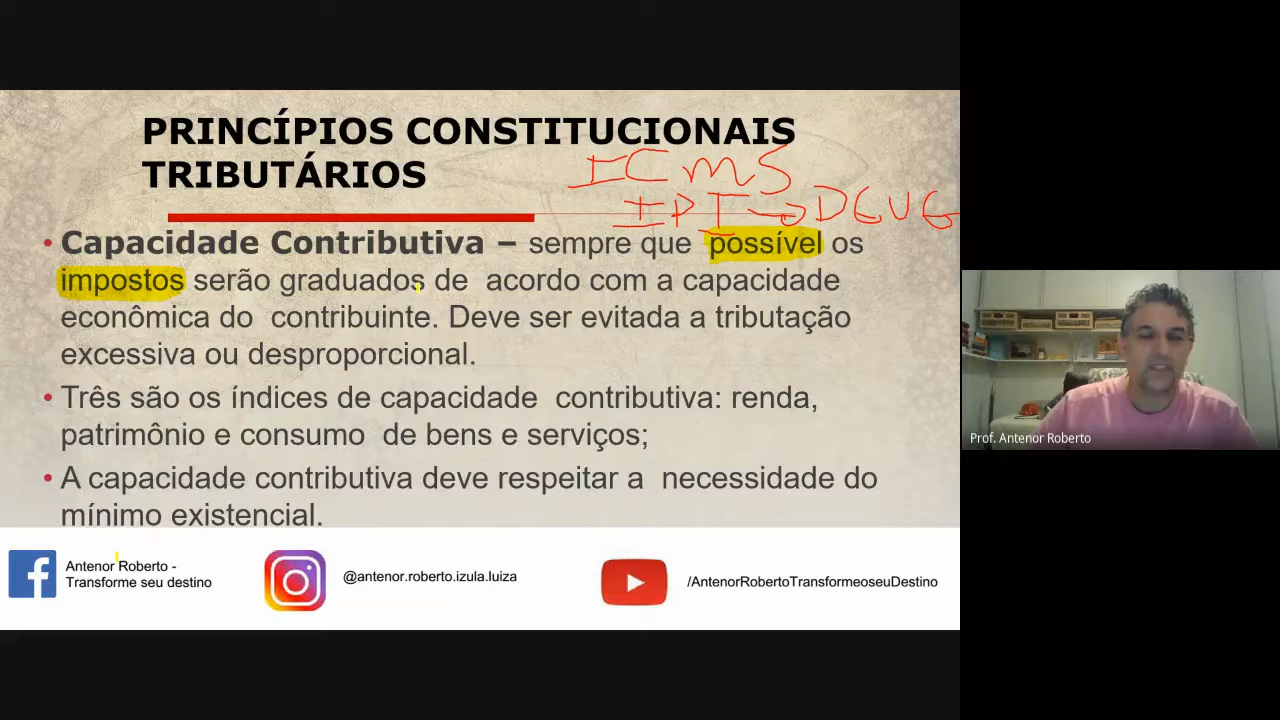 PRINCÍPIOS CONSTITUCIONAIS
TRIBUTÁRIOS
ICMS
IPI → DEVE
• Capacidade Contributiva – sempre que possível os
impostos serão graduados de acordo com a capacidade
econômica do contribuinte. Deve ser evitada a tributação
excessiva ou desproporcional.
• Três são os índices de capacidade contributiva: renda,
patrimônio e consumo de bens e serviços;
• A capacidade contributiva deve respeitar a necessidade do
mínimo existencial.
Antenor Roberto -
Transforme seu destino
@antenor.roberto.izula.luiza
/AntenorRobertoTransformeoseuDestino
Prof. Antenor Roberto